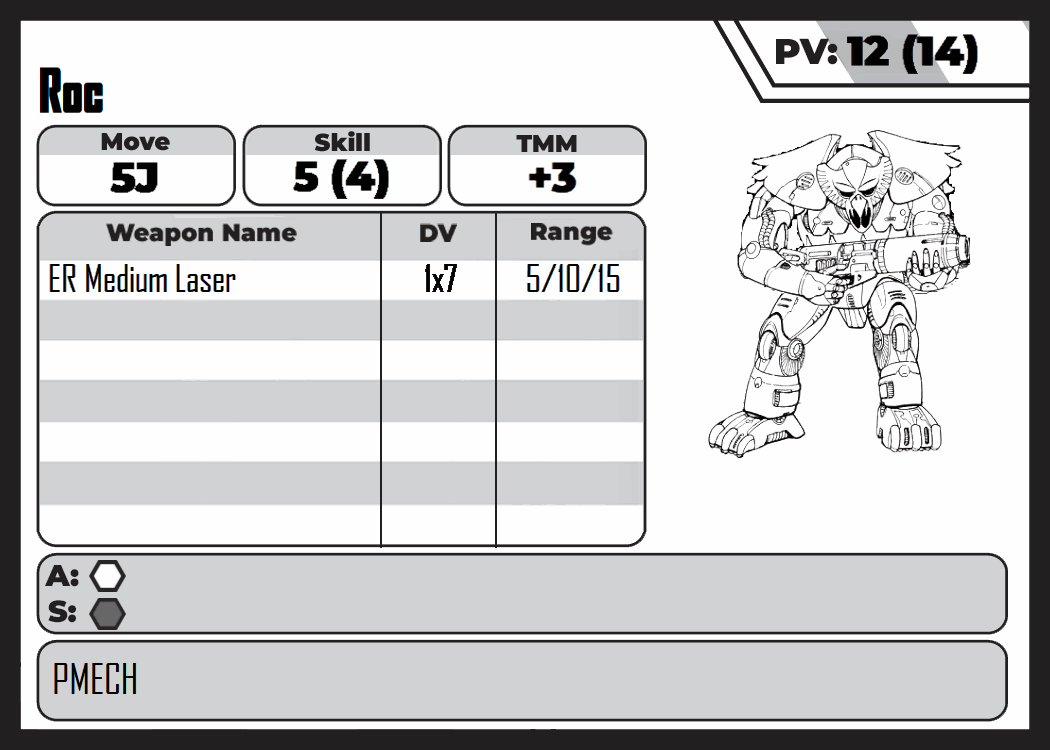 PV: 12 (14)
Roc
Move Skill TMM
5J 5 (4) +3
Weapon Name DV Range
ER Medium Laser 1x7 5/10/15
A:
S:
PMECH